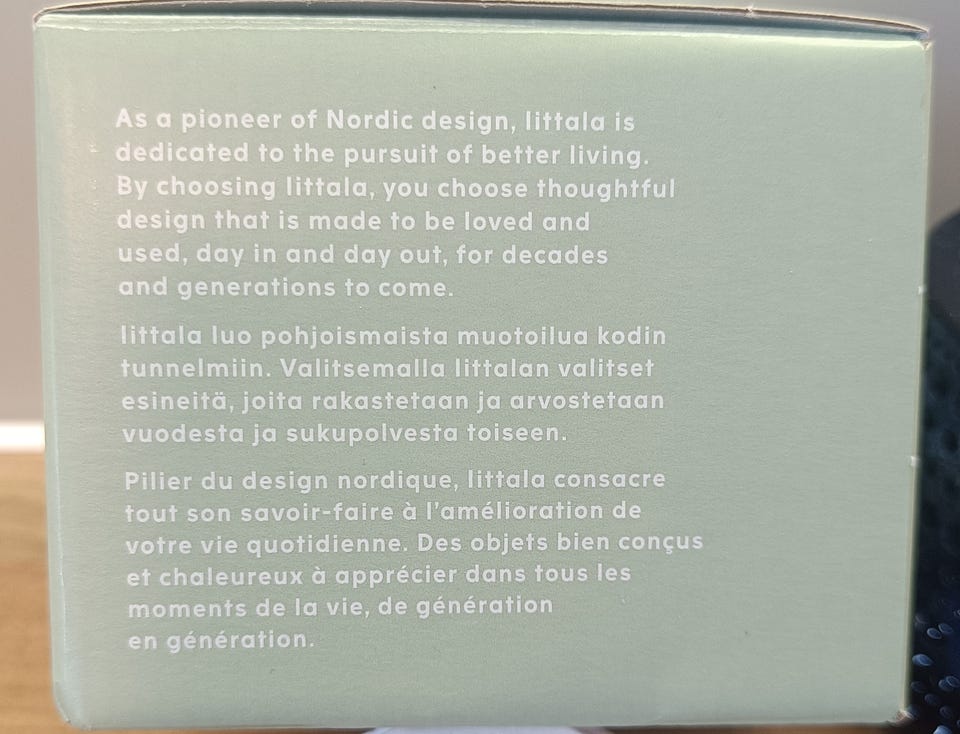 As a pioneer of Nordic design, Iittala is
dedicated to the pursuit of better living.
By choosing Iittala, you choose thoughtful
design that is made to be loved and
used, day in and day out, for decades
and generations to come.
Iittala luo pohjoismaista muotoilua kodin
tunnelmiin. Valitsemalla Iittalan valitset
esineitä, joita rakastetaan ja arvostetaan
vuodesta ja sukupolvesta toiseen.
Pilier du design nordique, Iittala consacre
tout son savoir-faire à l'amélioration de
votre vie quotidienne. Des objets bien conçus
et chaleureux à apprécier dans tous les
moments de la vie, de génération
en génération.